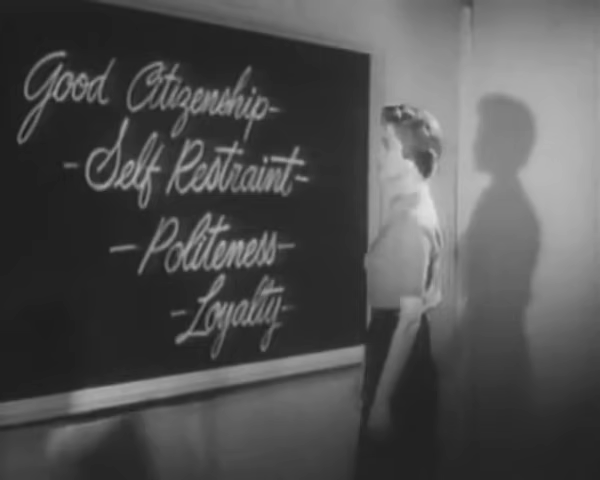 Good Citizenship-
-Self Restraint-
-Politeness-
-Loyalty-